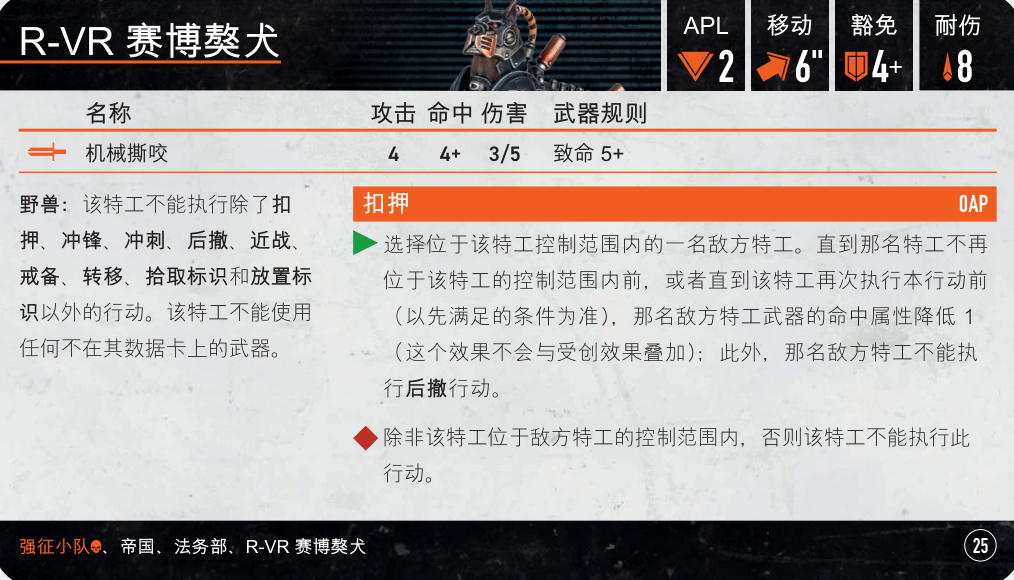 R-VR 赛博獒犬
APL 移动 豁免 耐伤
2 6" 4+ 8
名称 攻击 命中 伤害 武器规则
机械撕咬 4 4+ 3/5 致命 5+
野兽：该特工不能执行除了扣
押、冲锋、冲刺、后撤、近战、
戒备、转移、拾取标识和放置标
识以外的行动。该特工不能使用
任何不在其数据卡上的武器。
扣押 0AP
选择位于该特工控制范围内的一名敌方特工。直到那名特工不再
位于该特工的控制范围内前，或者直到该特工再次执行本行动前
（以先满足的条件为准），那名敌方特工武器的命中属性降低 1
（这个效果不会与受创效果叠加）；此外，那名敌方特工不能执
行后撤行动。
除非该特工位于敌方特工的控制范围内，否则该特工不能执行此
行动。
强征小队、帝国、法务部、R-VR 赛博獒犬
25